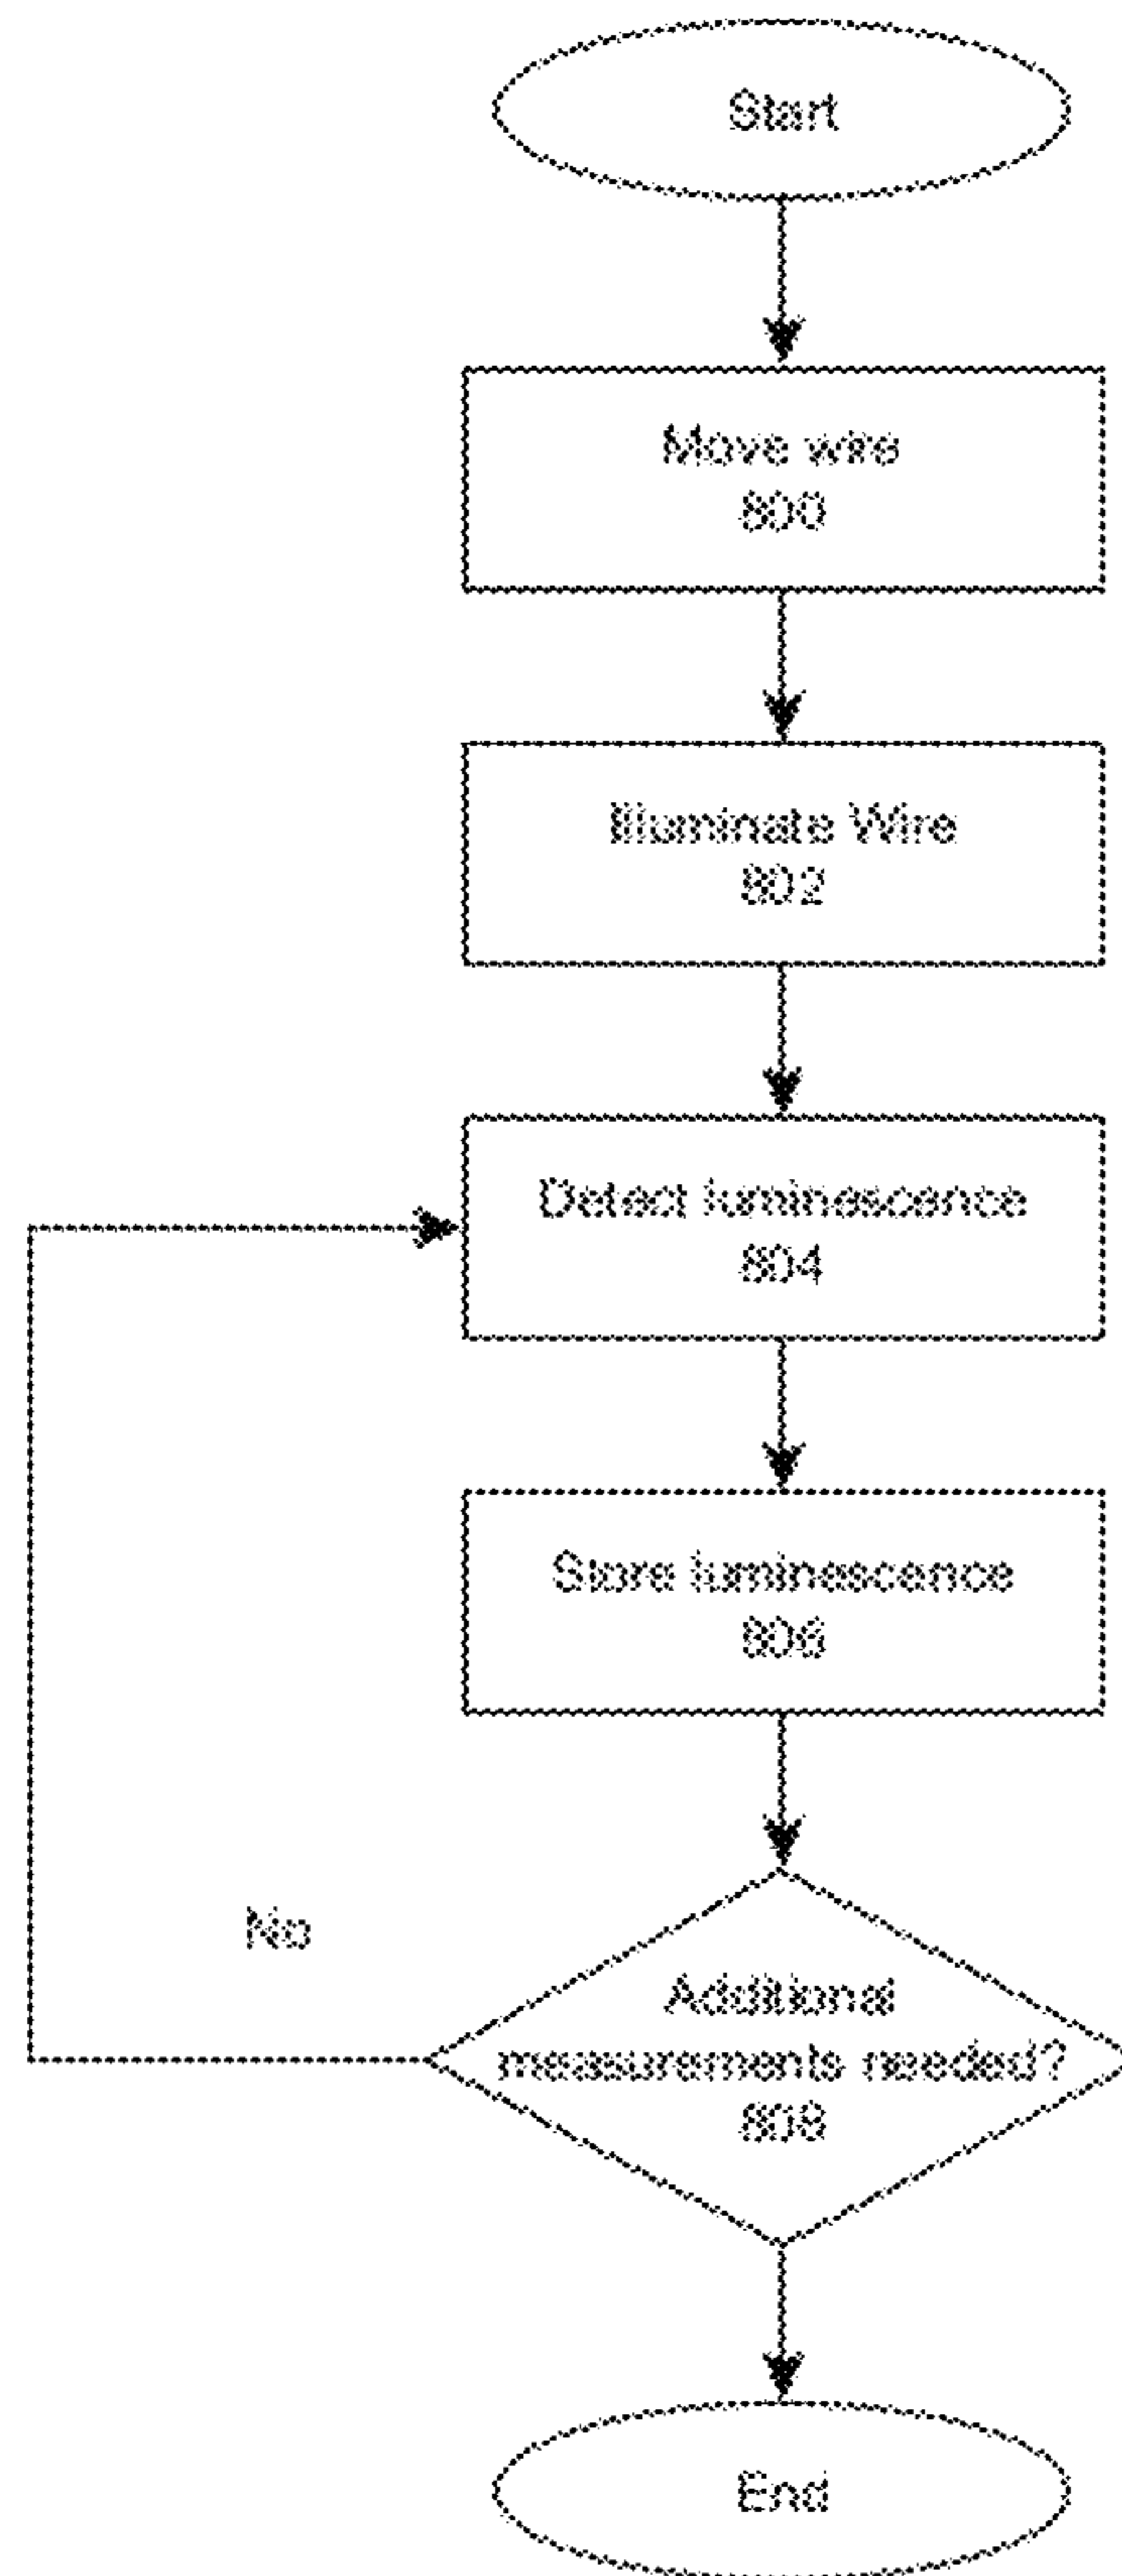 Start
Move wire
800
Illuminate Wire
802
Detect luminescence
804
Store luminescence
806
No
Additional
measurements needed?
808
End